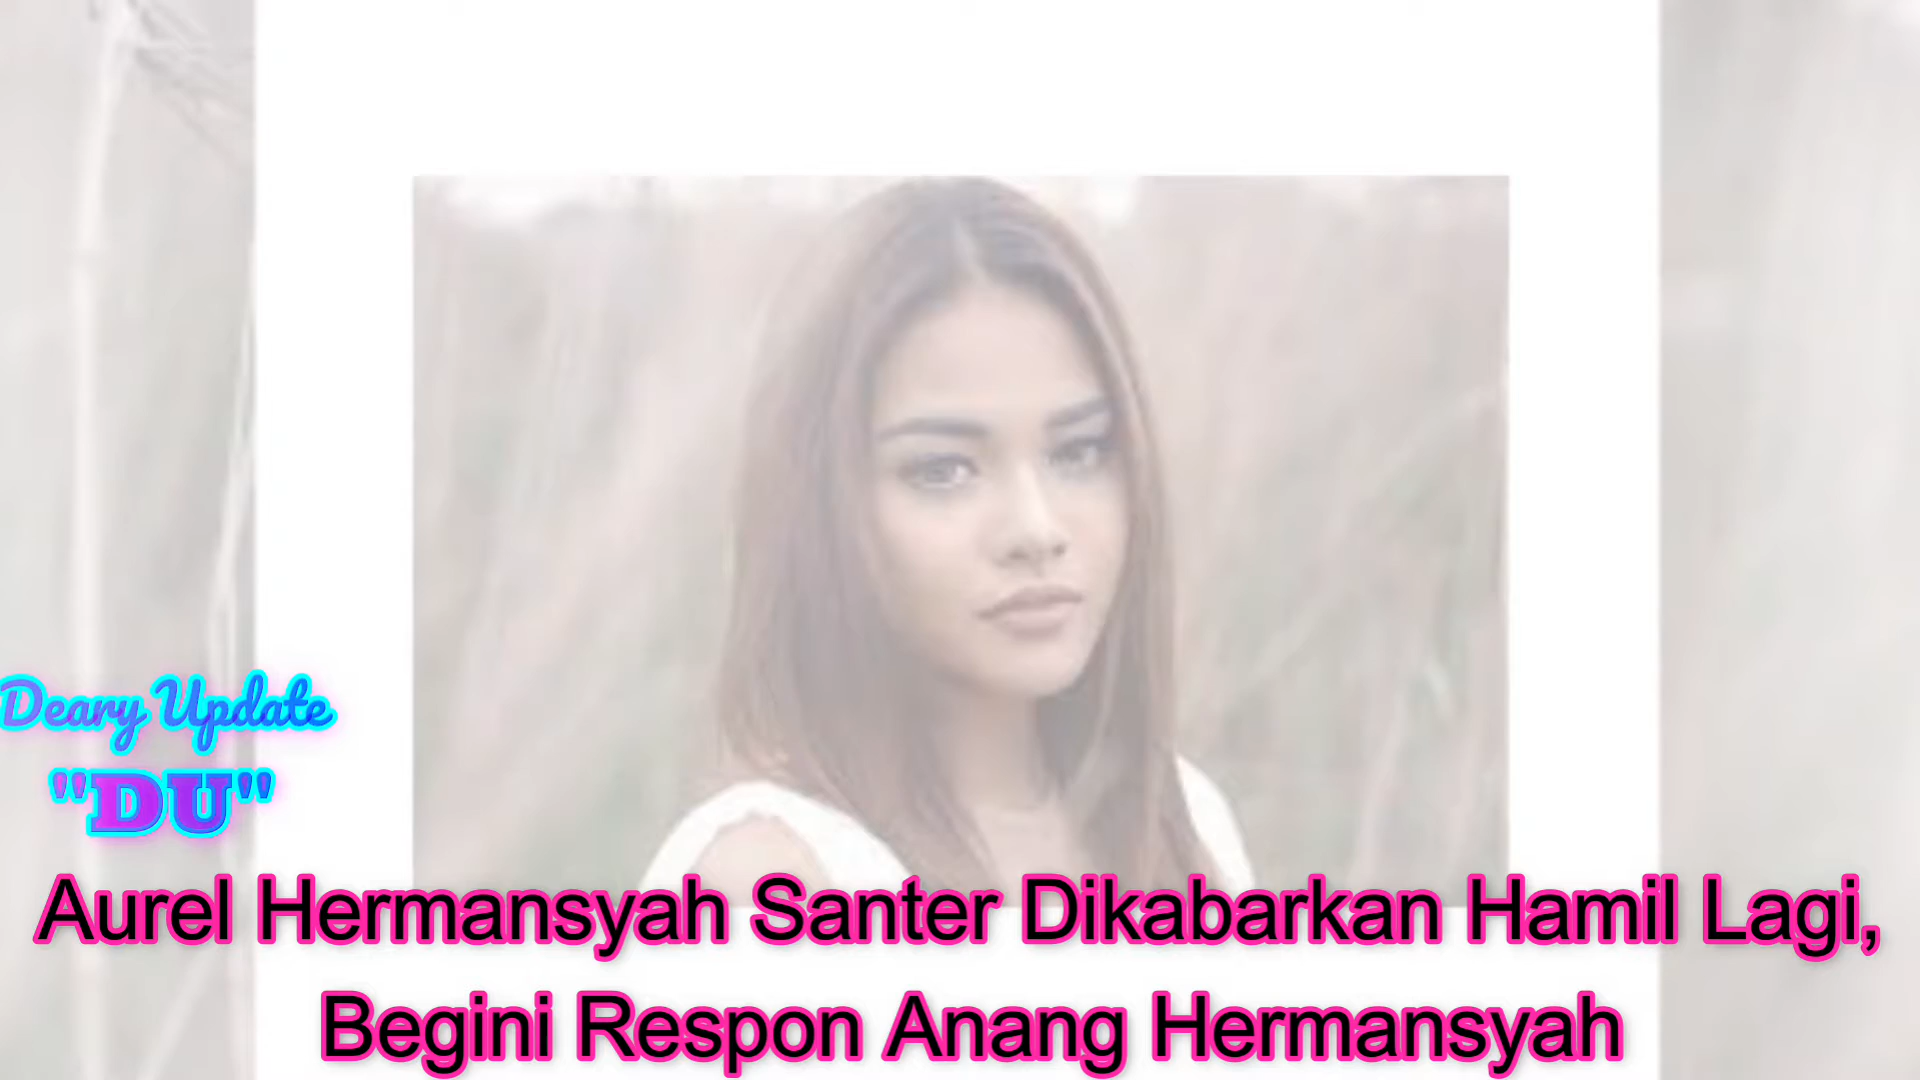 Deary Update
"DU"
Aurel Hermansyah Santer Dikabarkan Hamil Lagi,
Begini Respon Anang Hermansyah